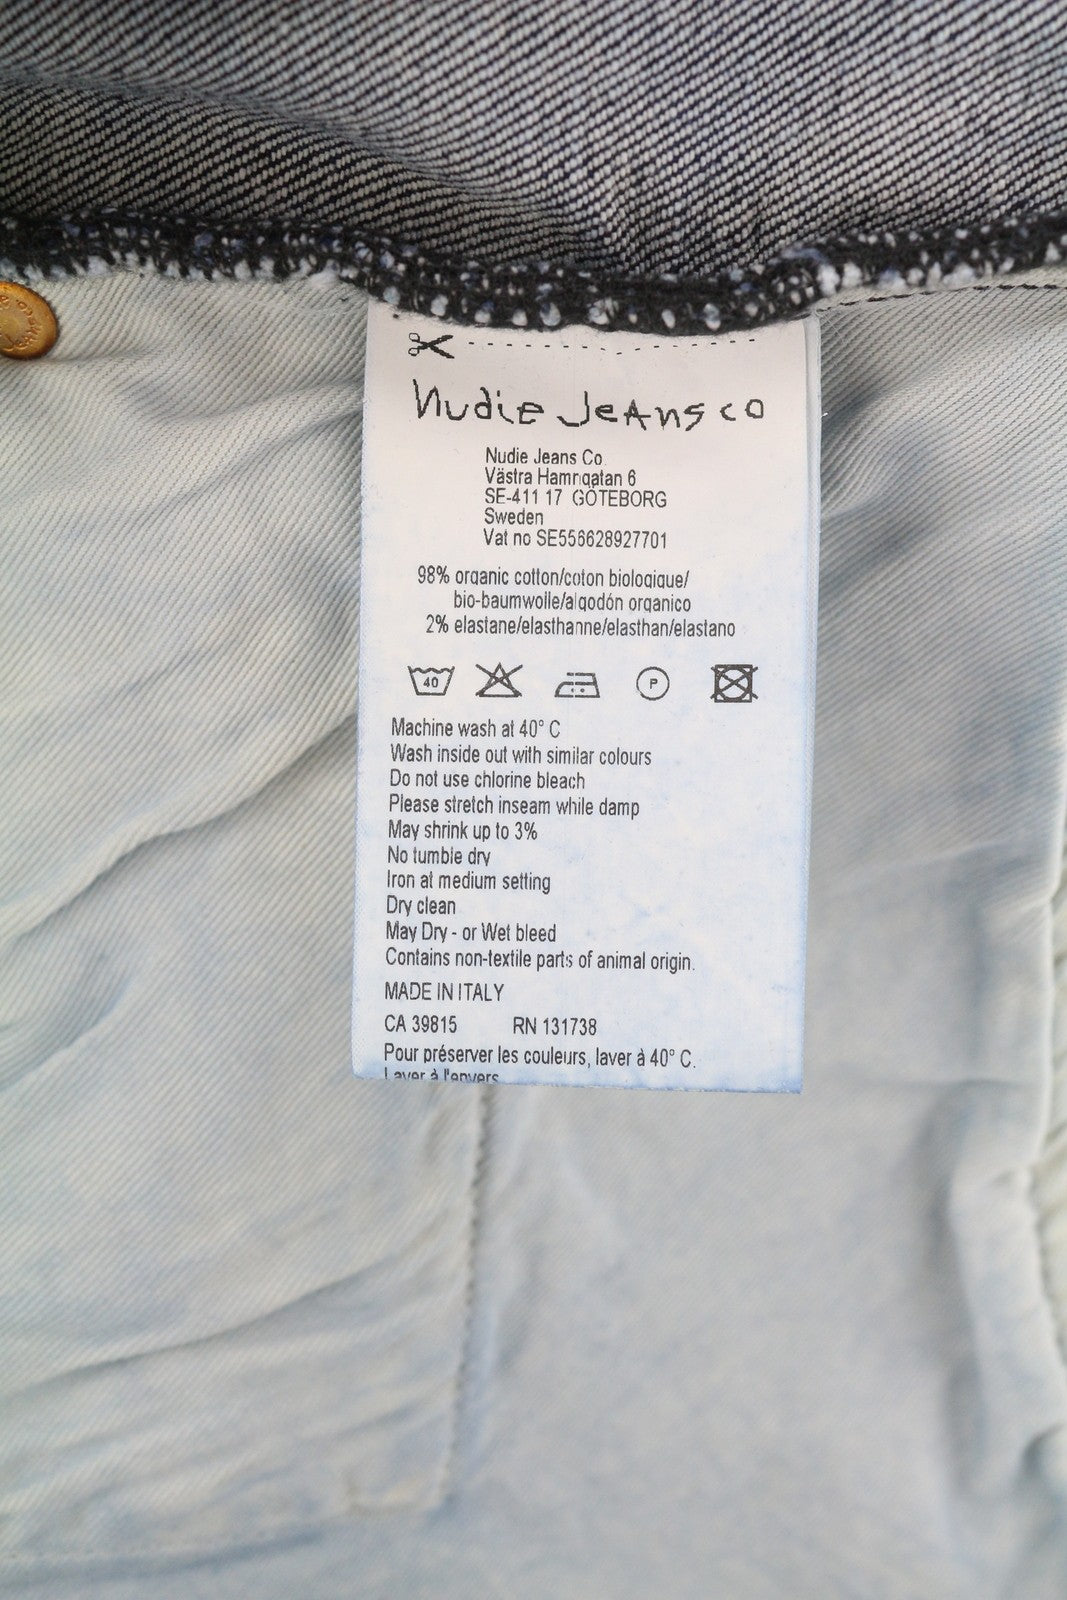 Nudie Jeans co
Nudie Jeans Co.
Västra Hamngatan 6
SE-411 17 GÖTEBORG
Sweden
Vat no SE556628927701
98% organic cotton/coton biologique/
bio-baumwolle/algodón organico
2% elastane/elasthanne/elasthan/elastano
40
P
Machine wash at 40° C
Wash inside out with similar colours
Do not use chlorine bleach
Please stretch inseam while damp
May shrink up to 3%
No tumble dry
Iron at medium setting
Dry clean
May Dry - or Wet bleed
Contains non-textile parts of animal origin.
MADE IN ITALY
CA 39815 RN 131738
Pour préserver les couleurs, laver à 40° C.
Laver à l'envers